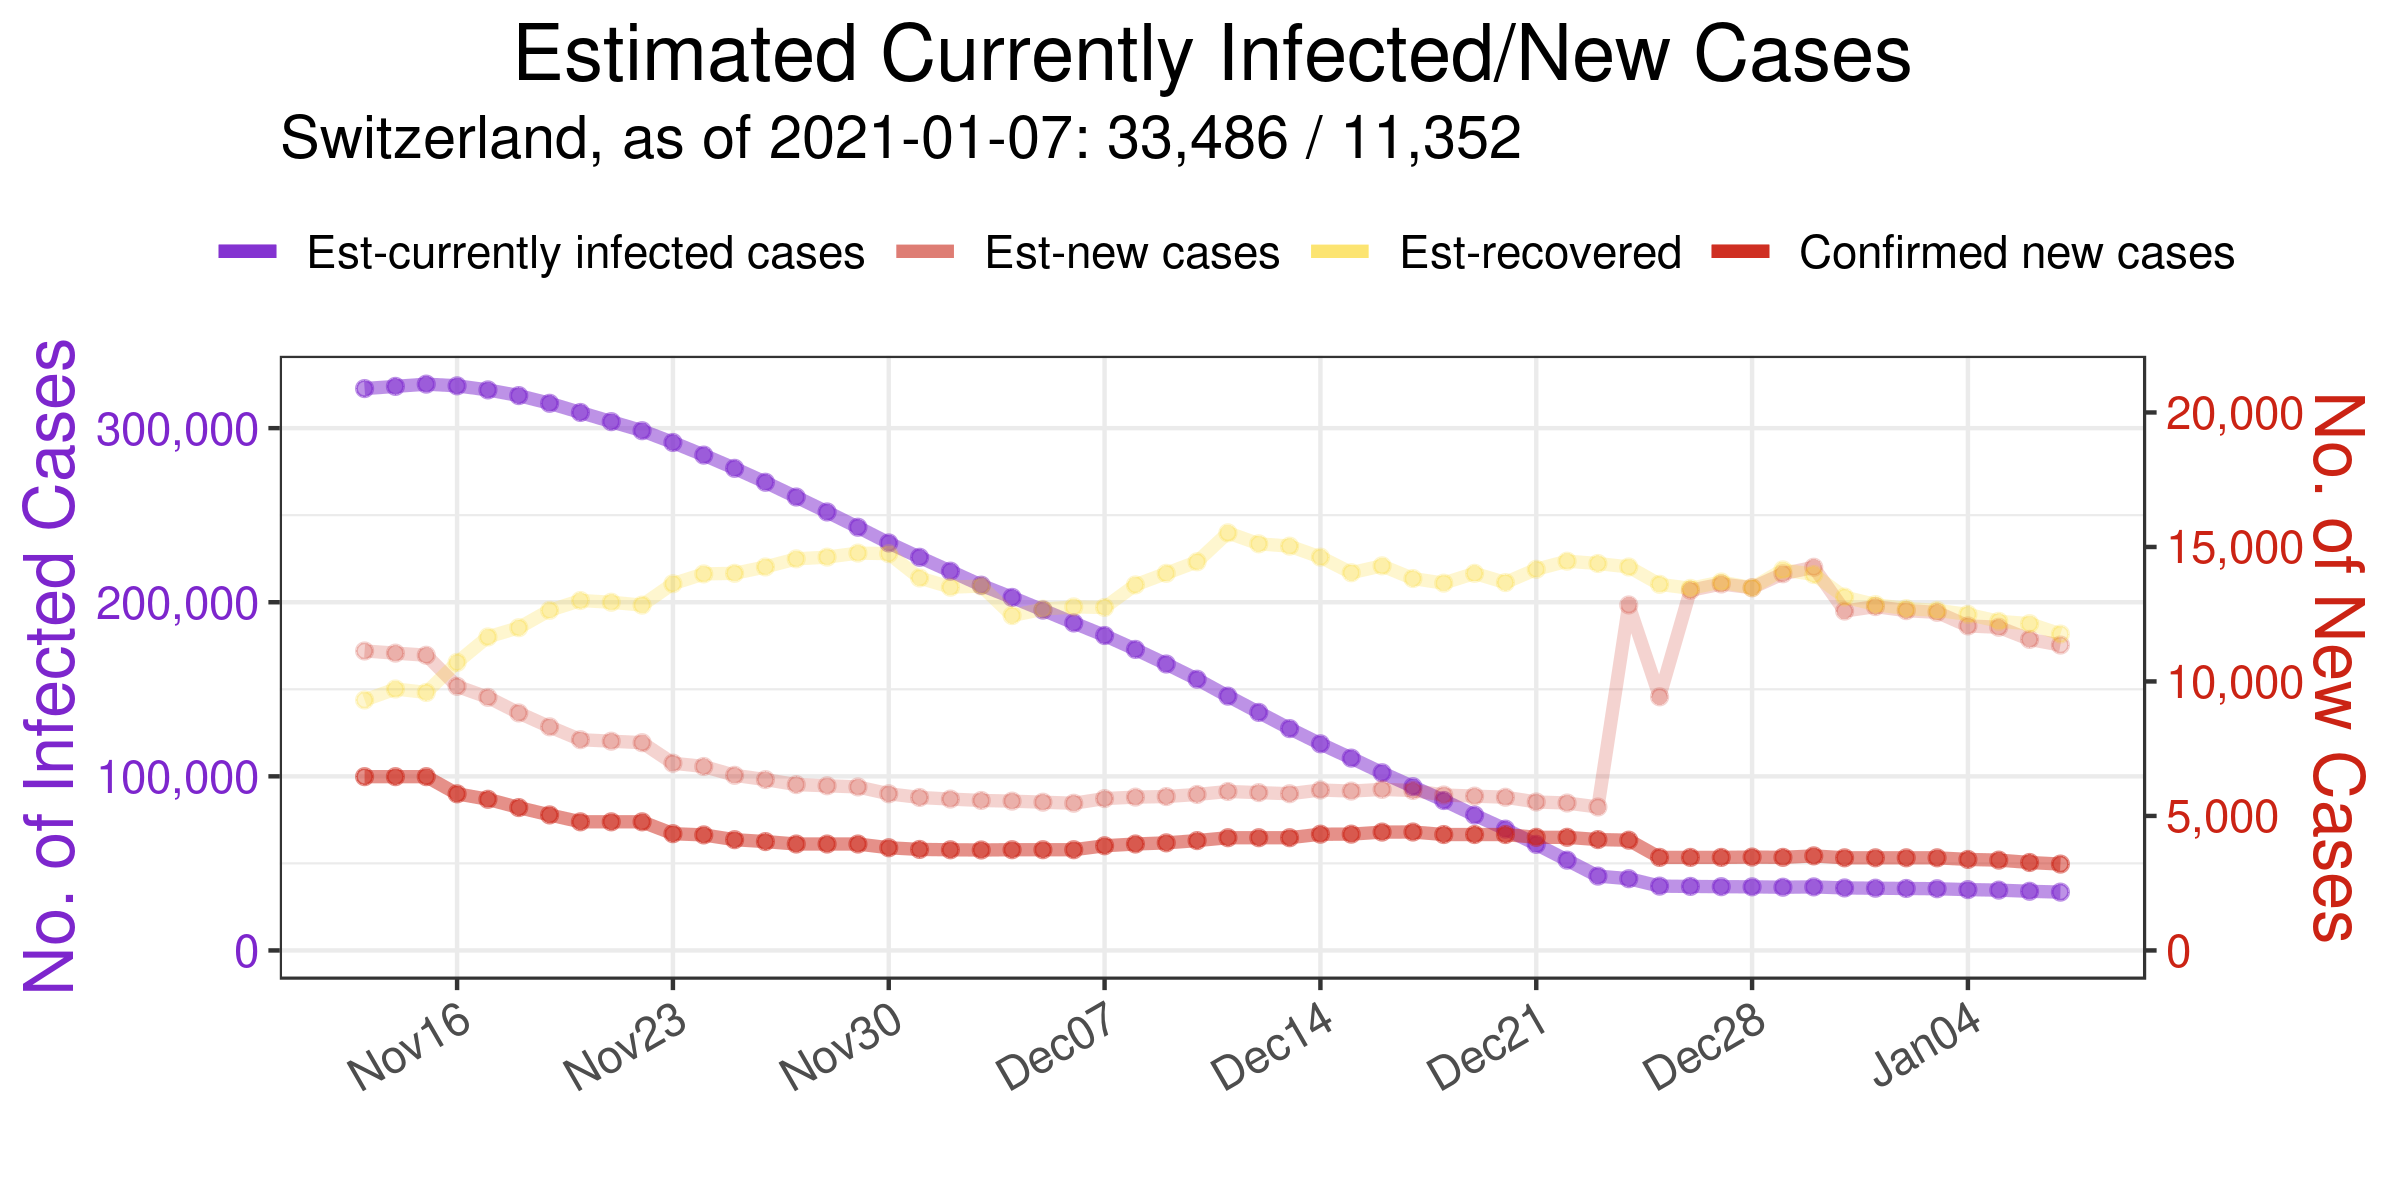 Estimated Currently Infected/New Cases
Switzerland, as of 2021-01-07: 33,486 / 11,352
Est-currently infected cases
Est-new cases
Est-recovered
Confirmed new cases
No. of Infected Cases
300,000
200,000
100,000
0
20,000
15,000
10,000
5,000
0
No. of New Cases
Nov16
Nov23
Nov30
Dec07
Dec14
Dec21
Dec28
Jan04